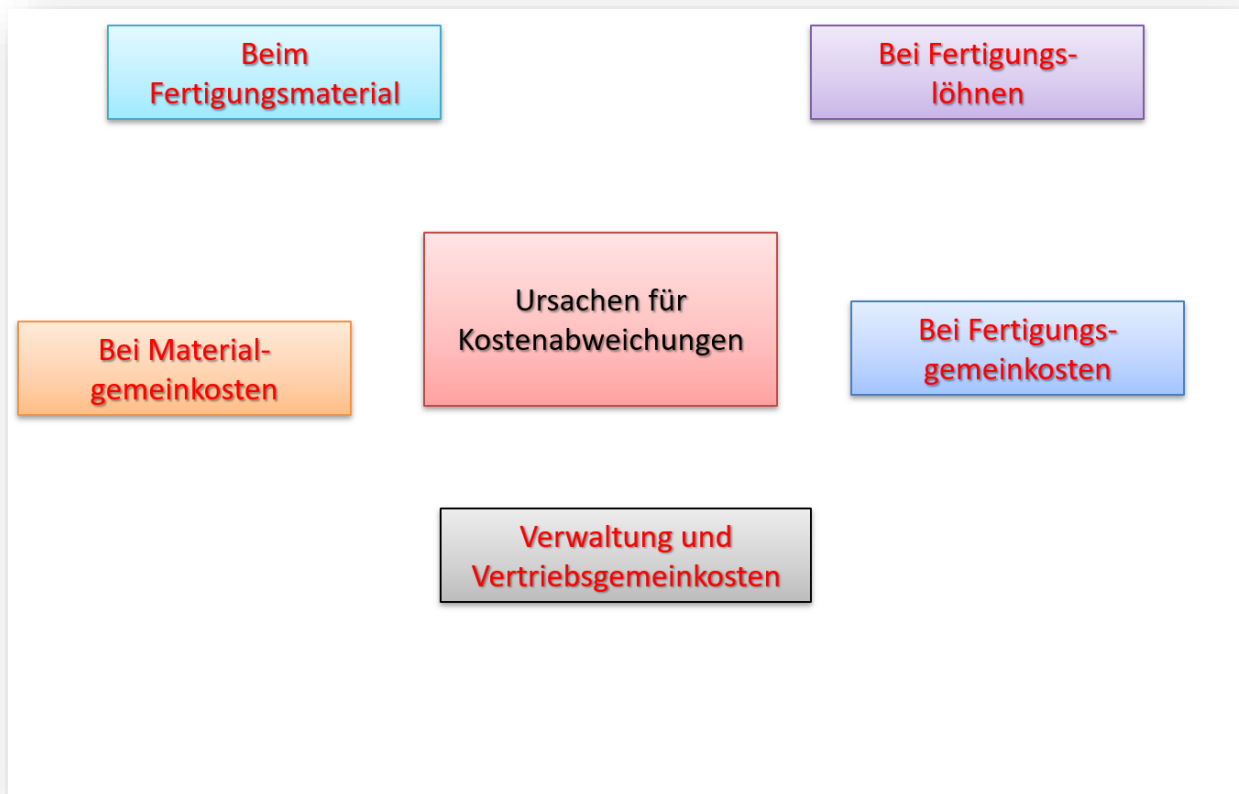 Beim
Fertigungsmaterial
Bei Fertigungs-
löhnen
Ursachen für
Kostenabweichungen
Bei Material-
gemeinkosten
Bei Fertigungs-
gemeinkosten
Verwaltung und
Vertriebsgemeinkosten